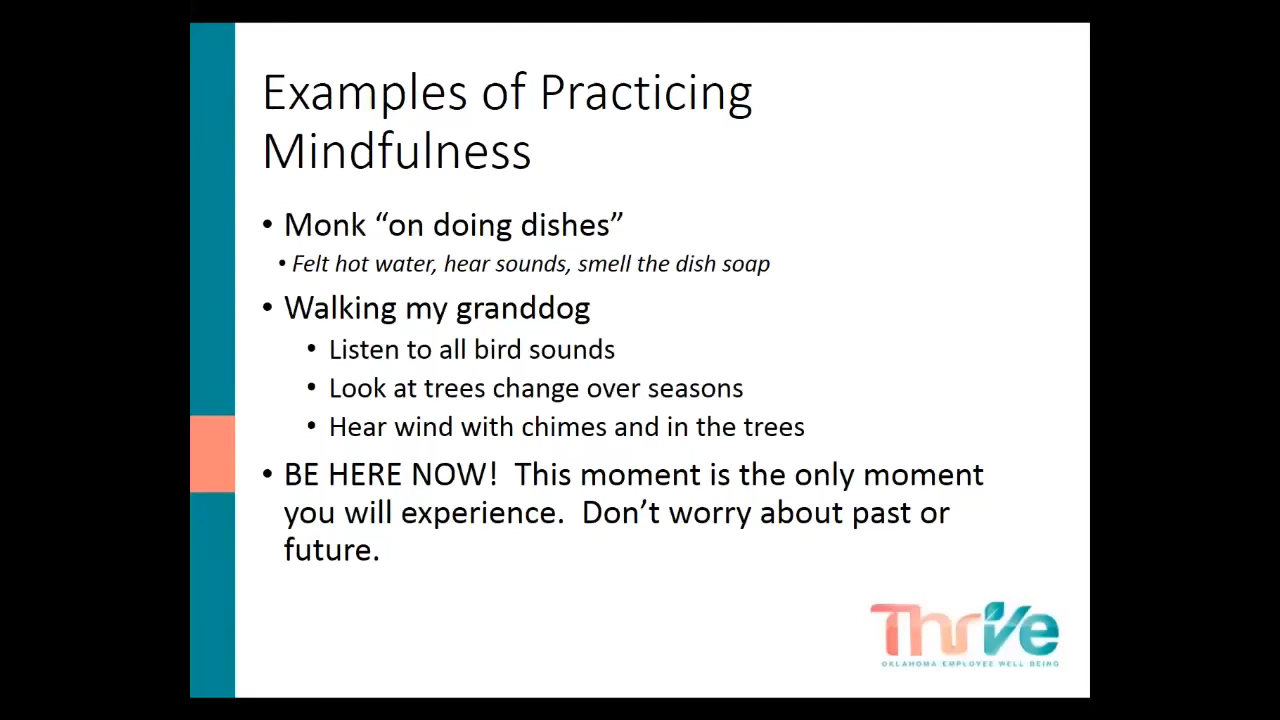 Examples of Practicing
Mindfulness
• Monk “on doing dishes”
• Felt hot water, hear sounds, smell the dish soap
• Walking my granddog
• Listen to all bird sounds
• Look at trees change over seasons
• Hear wind with chimes and in the trees
• BE HERE NOW!  This moment is the only moment
you will experience.  Don’t worry about past or
future.
Thrive
OKLAHOMA EMPLOYEE WELL BEING